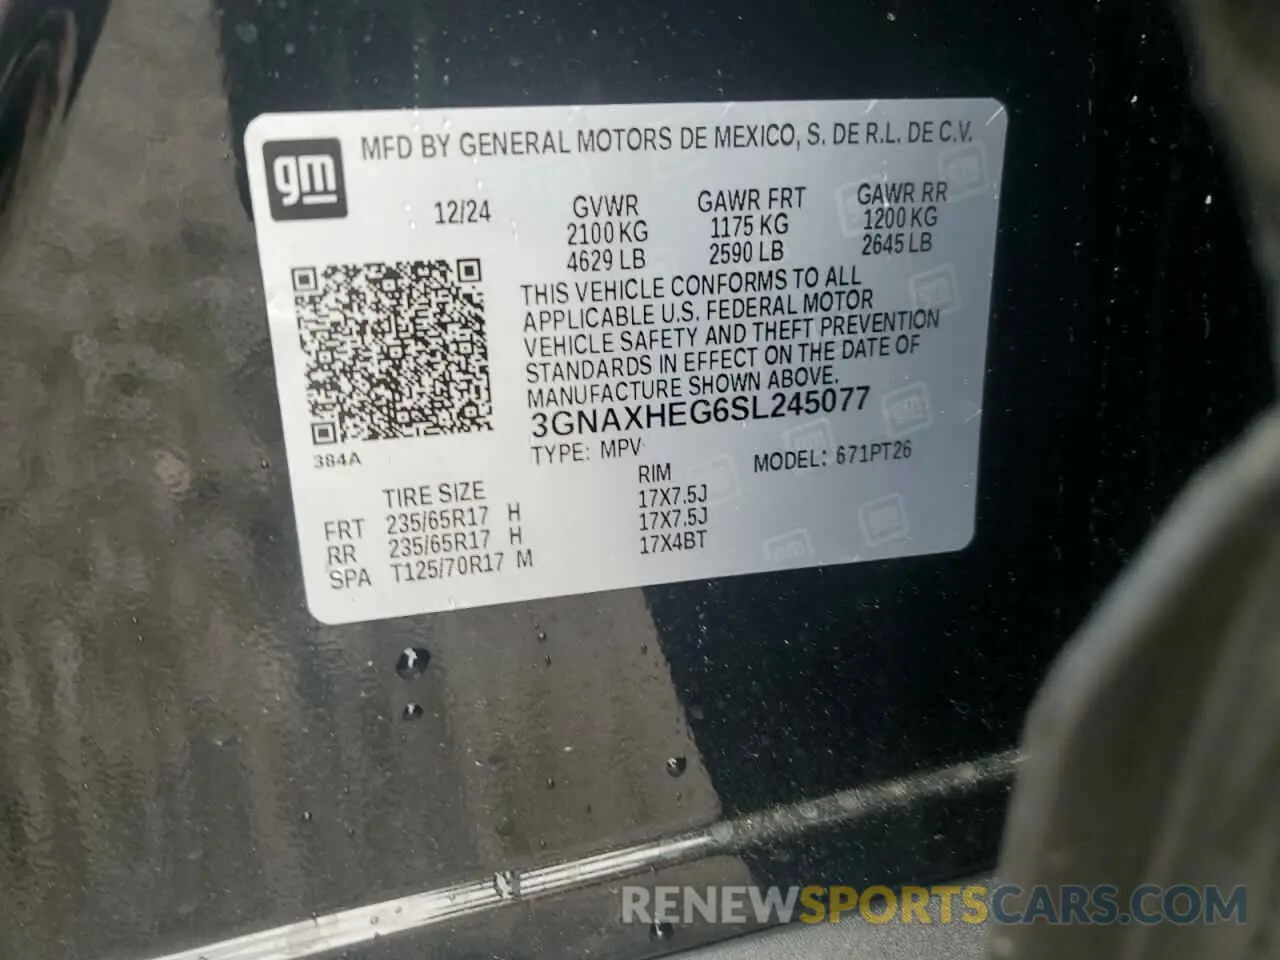 gm
MFD BY GENERAL MOTORS DE MEXICO, S. DE R.L. DE C.V.
12/24
GVWR
2100 KG
4629 LB
GAWR FRT
1175 KG
2590 LB
GAWR RR
1200 KG
2645 LB
THIS VEHICLE CONFORMS TO ALL
APPLICABLE U.S. FEDERAL MOTOR
VEHICLE SAFETY AND THEFT PREVENTION
STANDARDS IN EFFECT ON THE DATE OF
MANUFACTURE SHOWN ABOVE.
3GNAXHEG6SL245077
384A
TYPE: MPV
MODEL: 671PT26
TIRE SIZE RIM
FRT 235/65R17 H 17X7.5J
RR 235/65R17 H 17X7.5J
SPA T125/70R17 M 17X4BT
RENEWSPORTSCARS.COM